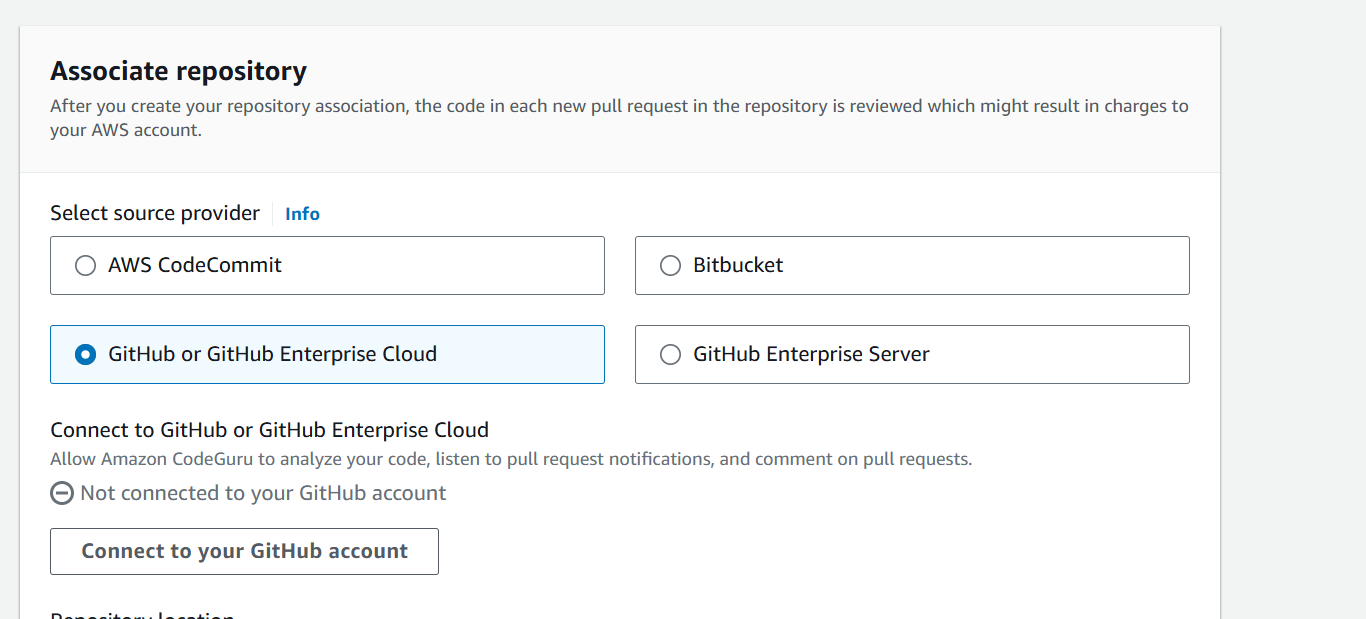 Associate repository
After you create your repository association, the code in each new pull request in the repository is reviewed which might result in charges to
your AWS account.
Select source provider Info
AWS CodeCommit
Bitbucket
GitHub or GitHub Enterprise Cloud
GitHub Enterprise Server
Connect to GitHub or GitHub Enterprise Cloud
Allow Amazon CodeGuru to analyze your code, listen to pull request notifications, and comment on pull requests.
Not connected to your GitHub account
Connect to your GitHub account
Repository location